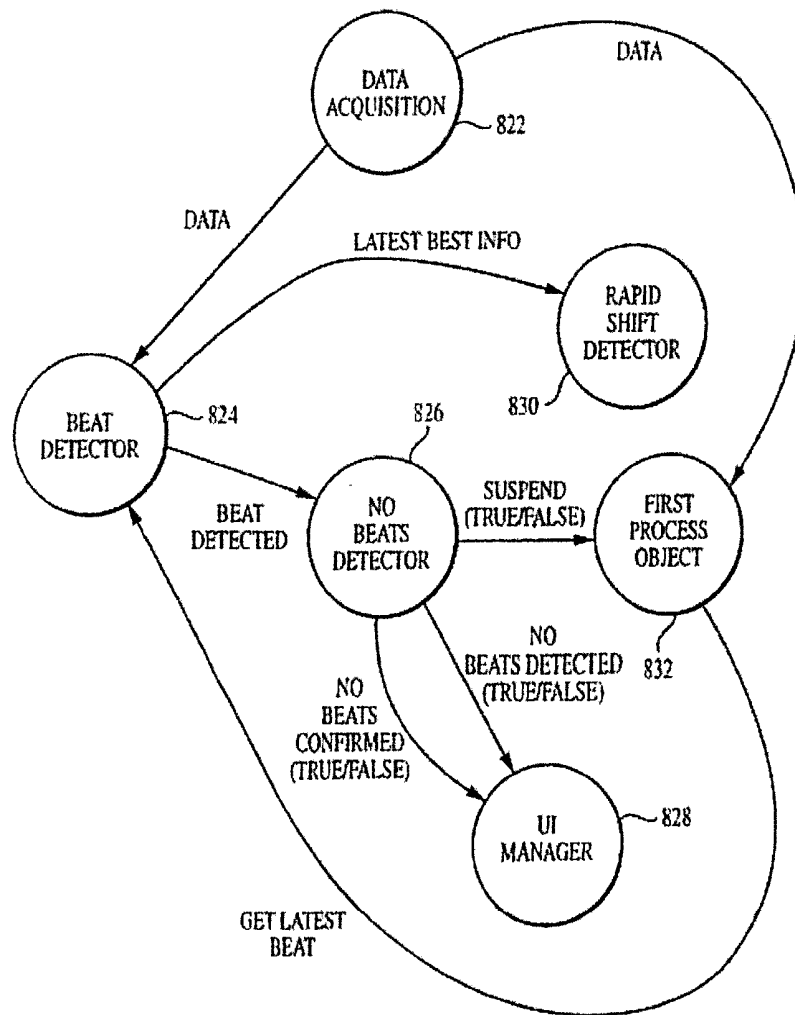 DATA
ACQUISITION
822
DATA
DATA
LATEST BEST INFO
RAPID
SHIFT
DETECTOR
830
BEAT
DETECTOR
824
826
BEAT
DETECTED
NO
BEATS
DETECTOR
SUSPEND
(TRUE/FALSE)
FIRST
PROCESS
OBJECT
832
NO
BEATS DETECTED
(TRUE/FALSE)
NO
BEATS
CONFIRMED
(TRUE/FALSE)
UI
MANAGER
828
GET LATEST
BEAT